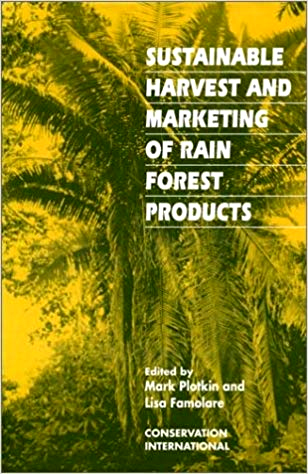 SUSTAINABLE
HARVEST AND
MARKETING
OF RAIN
FOREST
PRODUCTS
Edited by
Mark Plotkin and
Lisa Famolare
CONSERVATION
INTERNATIONAL